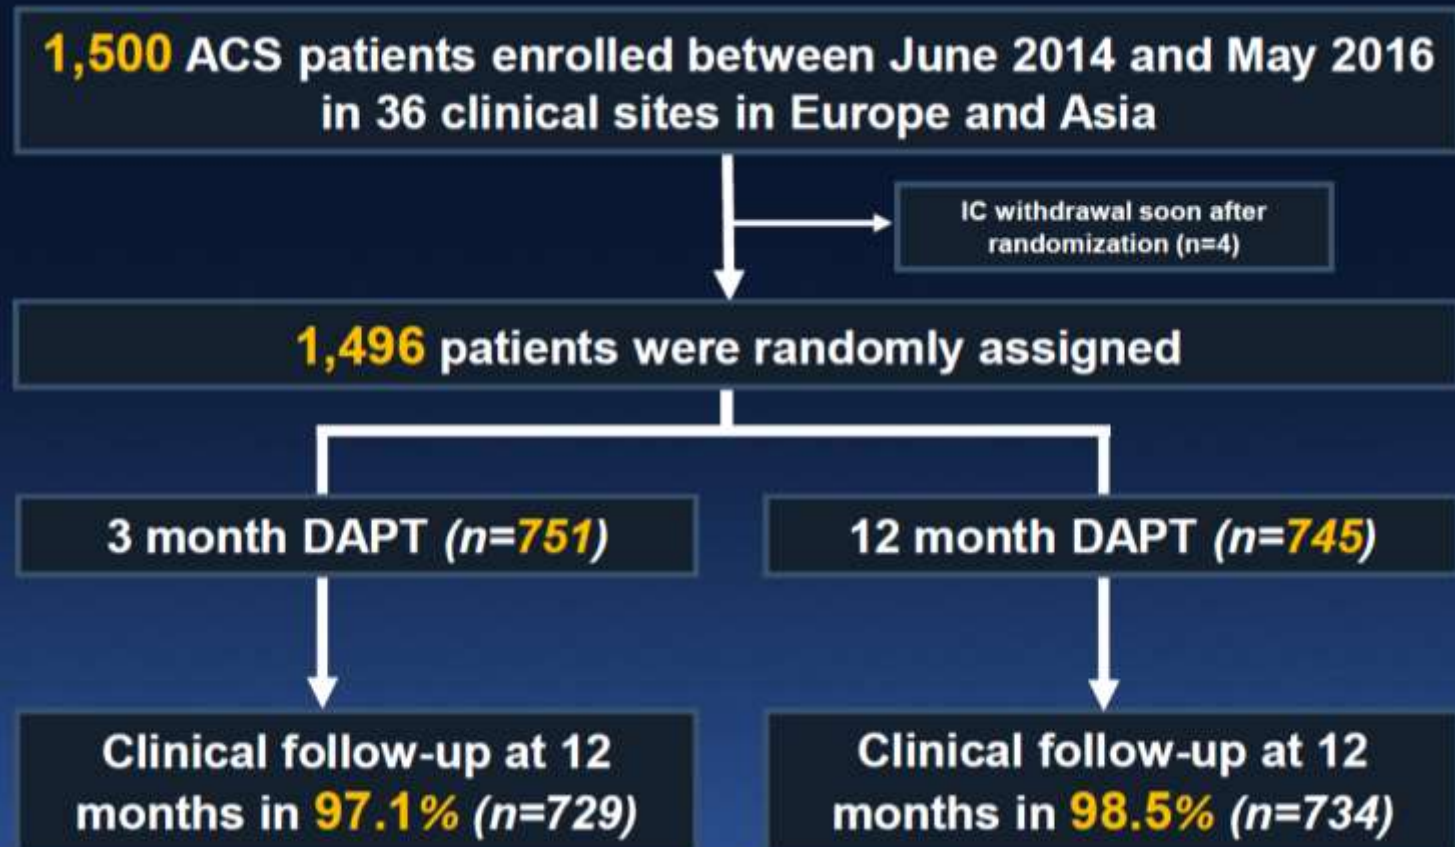 1,500 ACS patients enrolled between June 2014 and May 2016
in 36 clinical sites in Europe and Asia
IC withdrawal soon after
randomization (n=4)
1,496 patients were randomly assigned
3 month DAPT (n=751)
12 month DAPT (n=745)
Clinical follow-up at 12
months in 97.1% (n=729)
Clinical follow-up at 12
months in 98.5% (n=734)